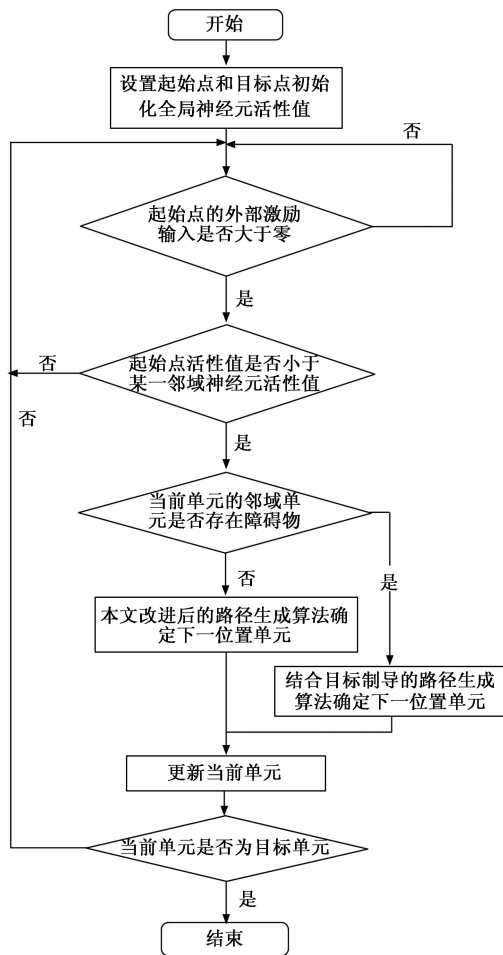 开始
设置起始点和目标点初始
化全局神经元活性值
否
起始点的外部激励
输入是否大于零
是
否
起始点活性值是否小于
某一邻域神经元活性值
否
是
当前单元的邻域单
元是否存在障碍物
否
是
本文改进后的路径生成算法确
定下一位置单元
结合目标制导的路径生成
算法确定下一位置单元
更新当前单元
当前单元是否为目标单元
是
结束